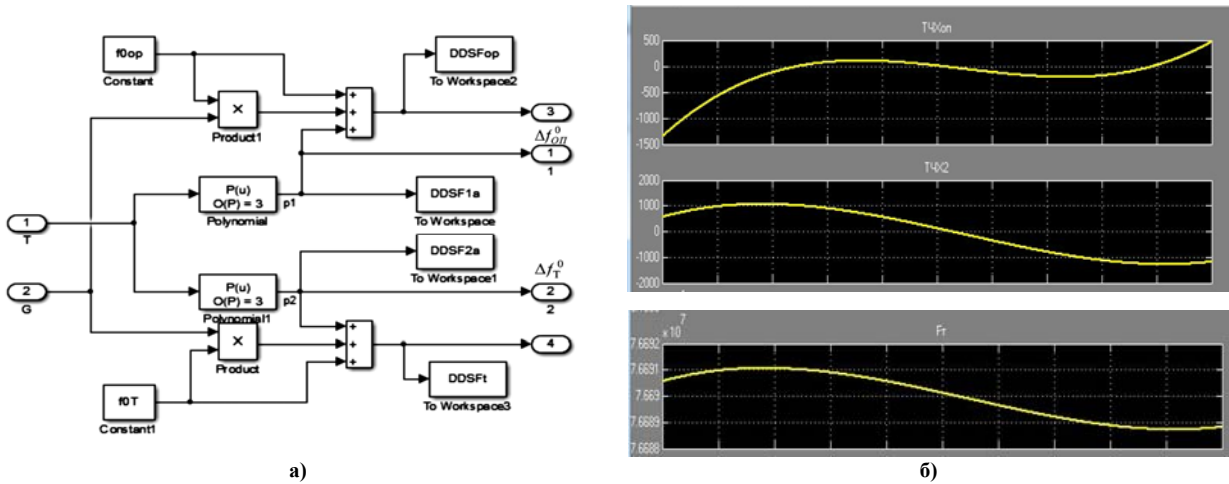 f0op
Constant
DDSFop
To Workspace2
×
Product1
+
+
+
3
Δf⁰ОП
1
1
P(u)
O(P) = 3
Polynomial
p1
DDSF1a
To Workspace
1
T
DDSF2a
To Workspace1
2
G
P(u)
O(P) = 3
Polynomial1
p2
Δf⁰Т
2
2
×
Product
+
+
+
4
DDSFt
To Workspace3
f0T
Constant1
а)
ТЧХоп
500
0
-500
-1000
-1500
ТЧХ2
2000
1000
0
-1000
-2000
x 10⁷
Fт
7.6692
7.6691
7.669
7.6689
7.6688
б)